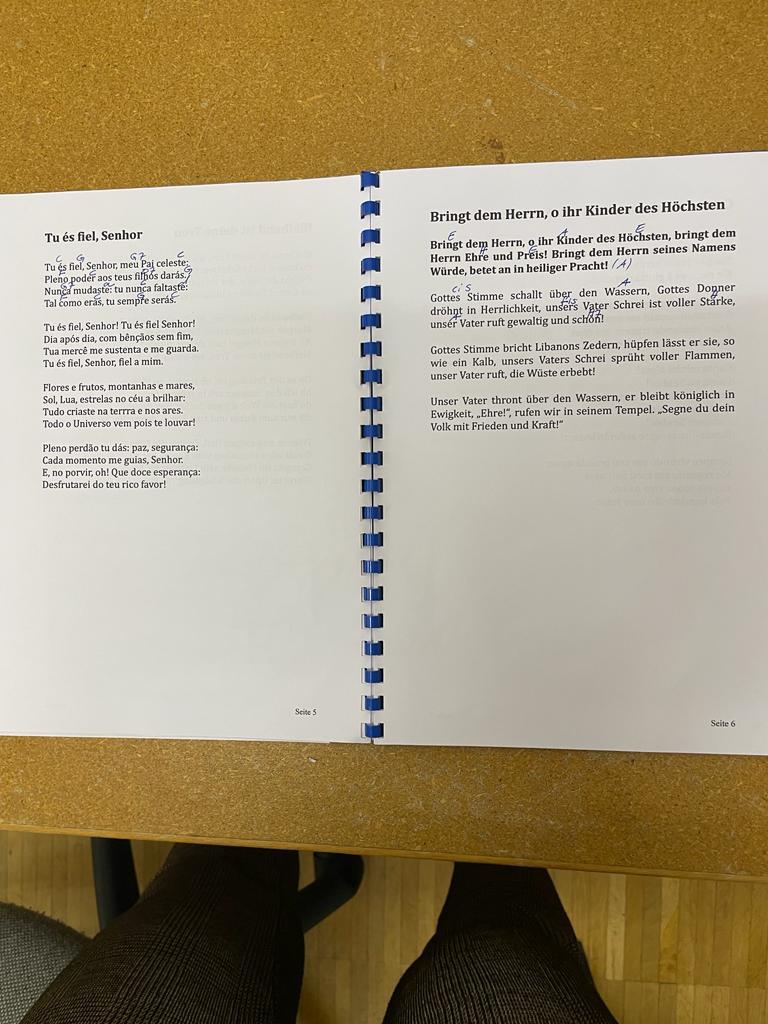 Tu és fiel, Senhor
C G G7 C
Tu és fiel, Senhor, meu Pai celeste:
Pleno poder aos teus filhos darás.
Nunca mudaste: tu nunca faltaste:
Tal como eras, tu sempre serás.
Tu és fiel, Senhor! Tu és fiel Senhor!
Dia após dia, com bênçãos sem fim,
Tua mercê me sustenta e me guarda.
Tu és fiel, Senhor, fiel a mim.
Flores e frutos, montanhas e mares,
Sol, Lua, estrelas no céu a brilhar:
Tudo criaste na terrra e nos ares.
Todo o Universo vem pois te louvar!
Pleno perdão tu dás: paz, segurança:
Cada momento me guias, Senhor.
E, no porvir, oh! Que doce esperança:
Desfrutarei do teu rico favor!
Seite 5
Bringt dem Herrn, o ihr Kinder des Höchsten
E A E
Bringt dem Herrn, o ihr Kinder des Höchsten, bringt dem
H E
Herrn Ehre und Preis! Bringt dem Herrn seines Namens
Würde, betet an in heiliger Pracht! (A)
cis A
Gottes Stimme schallt über den Wassern, Gottes Donner
fis
dröhnt in Herrlichkeit, unsers Vater Schrei ist voller Stärke,
A H7
unser Vater ruft gewaltig und schön!
Gottes Stimme bricht Libanons Zedern, hüpfen lässt er sie, so
wie ein Kalb, unsers Vaters Schrei sprüht voller Flammen,
unser Vater ruft, die Wüste erbebt!
Unser Vater thront über den Wassern, er bleibt königlich in
Ewigkeit, „Ehre!“, rufen wir in seinem Tempel. „Segne du dein
Volk mit Frieden und Kraft!“
Seite 6